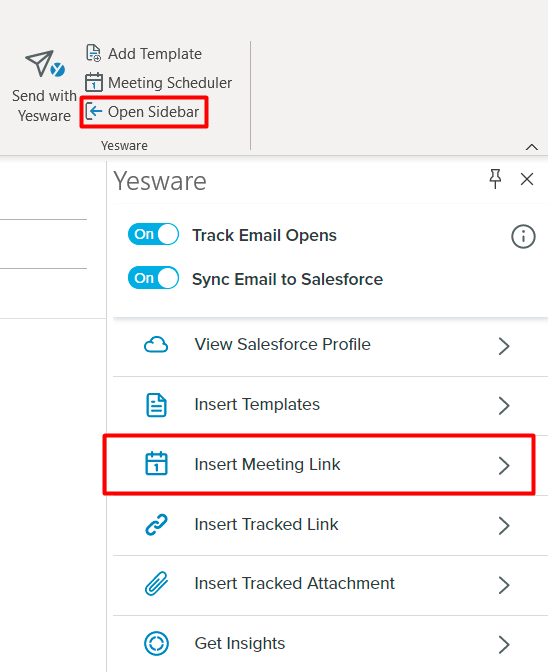 Add Template
Send with
Yesware
Meeting Scheduler
Open Sidebar
Yesware
Yesware
On Track Email Opens
On Sync Email to Salesforce
View Salesforce Profile
Insert Templates
1 Insert Meeting Link
Insert Tracked Link
Insert Tracked Attachment
Get Insights